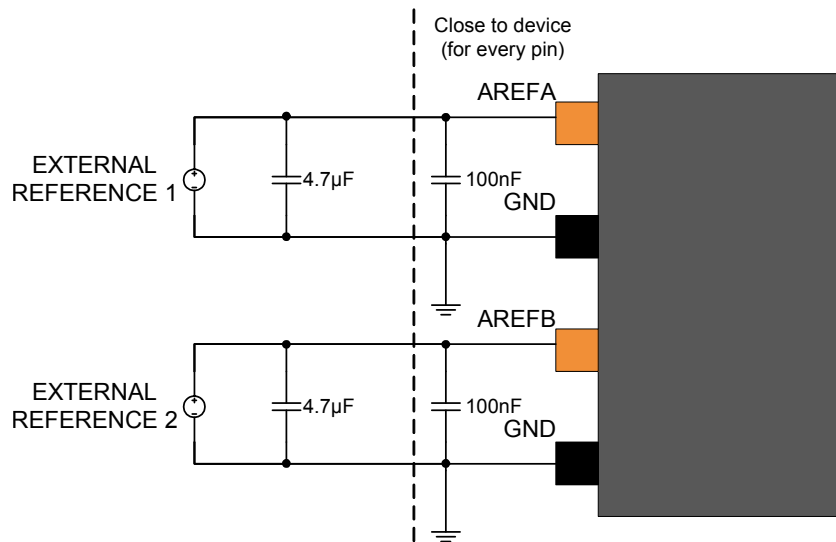 Close to device
(for every pin)
AREFA
EXTERNAL
REFERENCE 1
4.7µF
100nF
GND
AREFB
EXTERNAL
REFERENCE 2
4.7µF
100nF
GND